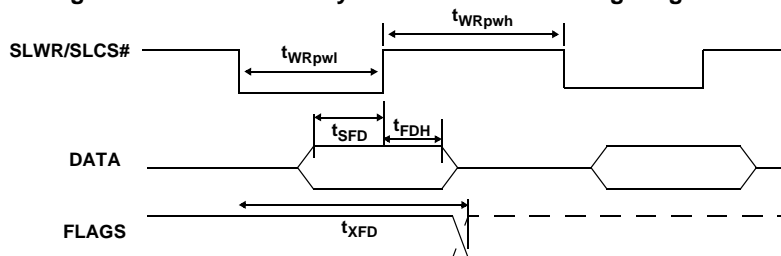 SLWR/SLCS#
tWRpwl
tWRpwh
tSFD
tFDH
DATA
tXFD
FLAGS